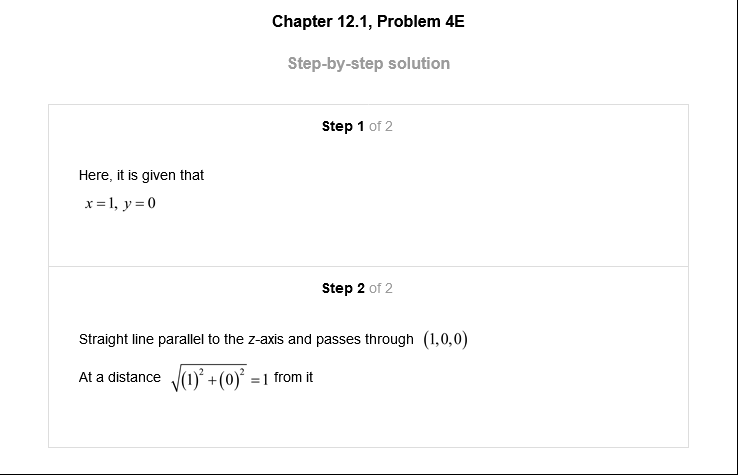 Chapter 12.1, Problem 4E
Step-by-step solution
Step 1 of 2
Here, it is given that
x = 1, y = 0
Step 2 of 2
Straight line parallel to the z-axis and passes through (1,0,0)
At a distance √((1)² + (0)²) = 1 from it